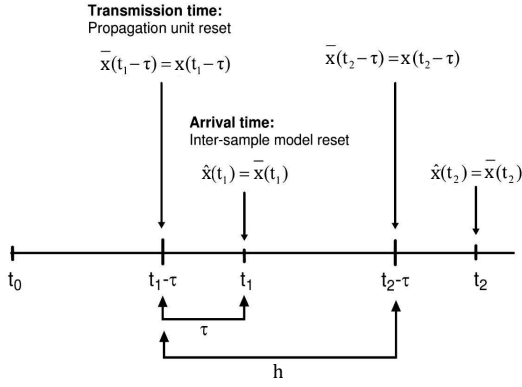 Transmission time:
Propagation unit reset
x̄(t₁−τ)=x(t₁−τ)
x̄(t₂−τ)=x(t₂−τ)
Arrival time:
Inter-sample model reset
x̂(t₁)=x̄(t₁)
x̂(t₂)=x̄(t₂)
t₀
t₁-τ
t₁
t₂-τ
t₂
τ
h